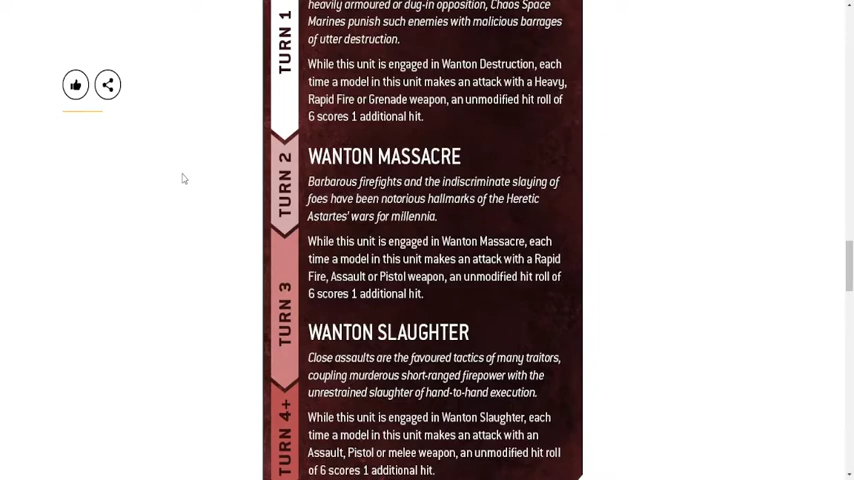 heavily armoured or dug-in opposition, Chaos Space
Marines punish such enemies with malicious barrages
of utter destruction.
TURN 1
While this unit is engaged in Wanton Destruction, each
time a model in this unit makes an attack with a Heavy,
Rapid Fire or Grenade weapon, an unmodified hit roll of
6 scores 1 additional hit.
TURN 2
WANTON MASSACRE
Barbarous firefights and the indiscriminate slaying of
foes have been notorious hallmarks of the Heretic
Astartes' wars for millennia.
While this unit is engaged in Wanton Massacre, each
time a model in this unit makes an attack with a Rapid
Fire, Assault or Pistol weapon, an unmodified hit roll of
6 scores 1 additional hit.
TURN 3
WANTON SLAUGHTER
Close assaults are the favoured tactics of many traitors,
coupling murderous short-ranged firepower with the
unrestrained slaughter of hand-to-hand execution.
TURN 4+
While this unit is engaged in Wanton Slaughter, each
time a model in this unit makes an attack with an
Assault, Pistol or melee weapon, an unmodified hit roll
of 6 scores 1 additional hit.